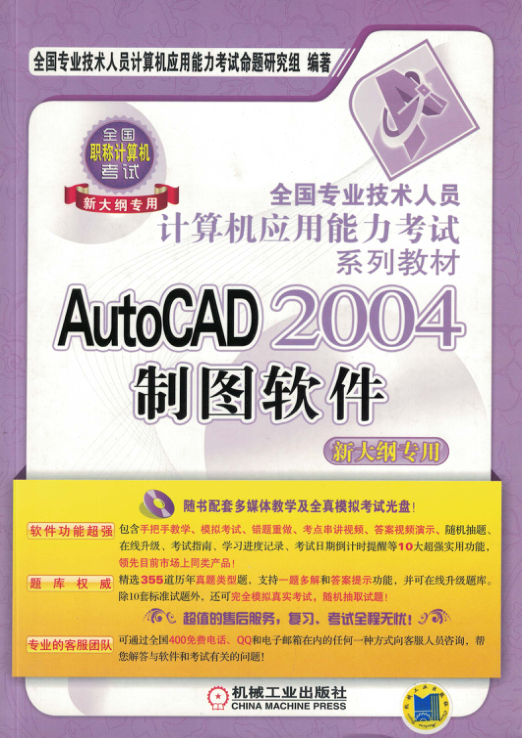 全国专业技术人员计算机应用能力考试命题研究组 编著
全国
职称计算机
考试
新大纲专用
全国专业技术人员
计算机应用能力考试
系列教材
AutoCAD 2004
制图软件
新大纲专用
随书配套多媒体教学及全真模拟考试光盘！
软件功能超强
包含手把手教学、模拟考试、错题重做、考点串讲视频、答案视频演示、随机抽题、
在线升级、考试指南、学习进度记录、考试日期倒计时提醒等10大超强实用功能，
领先目前市场上同类产品！
题库权威
精选355道历年真题类型题，支持一题多解和答案提示功能，并可在线升级题库。
除10套标准试题外，还可完全模拟真实考试，随机抽取试题！
超值的售后服务，复习、考试全程无忧！
专业的客服团队
可通过全国400免费电话、QQ和电子邮箱在内的任何一种方式向客服人员咨询，帮
您解答与软件和考试有关的问题！
机械工业出版社
CHINA MACHINE PRESS